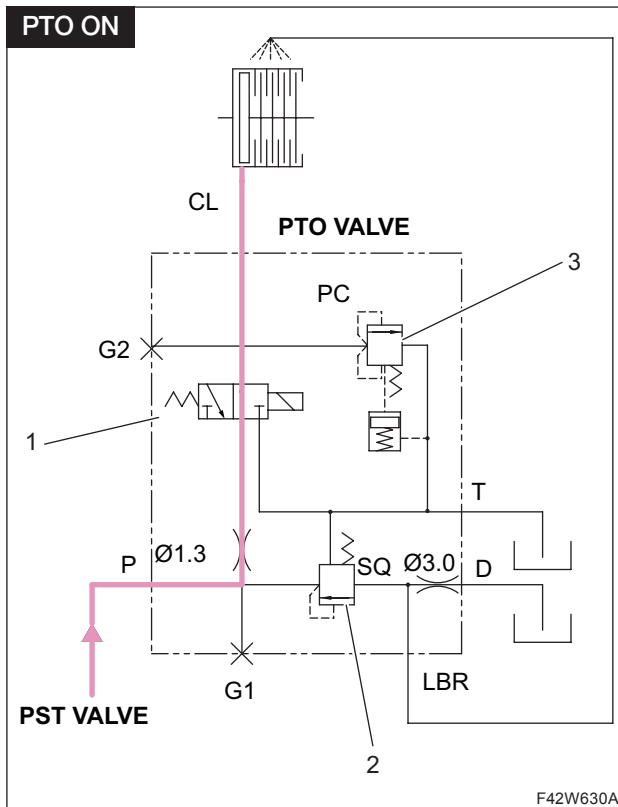 PTO ON
CL
PTO VALVE
3
PC
G2
1
T
P
Ø1.3
SQ
Ø3.0
D
G1
LBR
PST VALVE
2
F42W630A